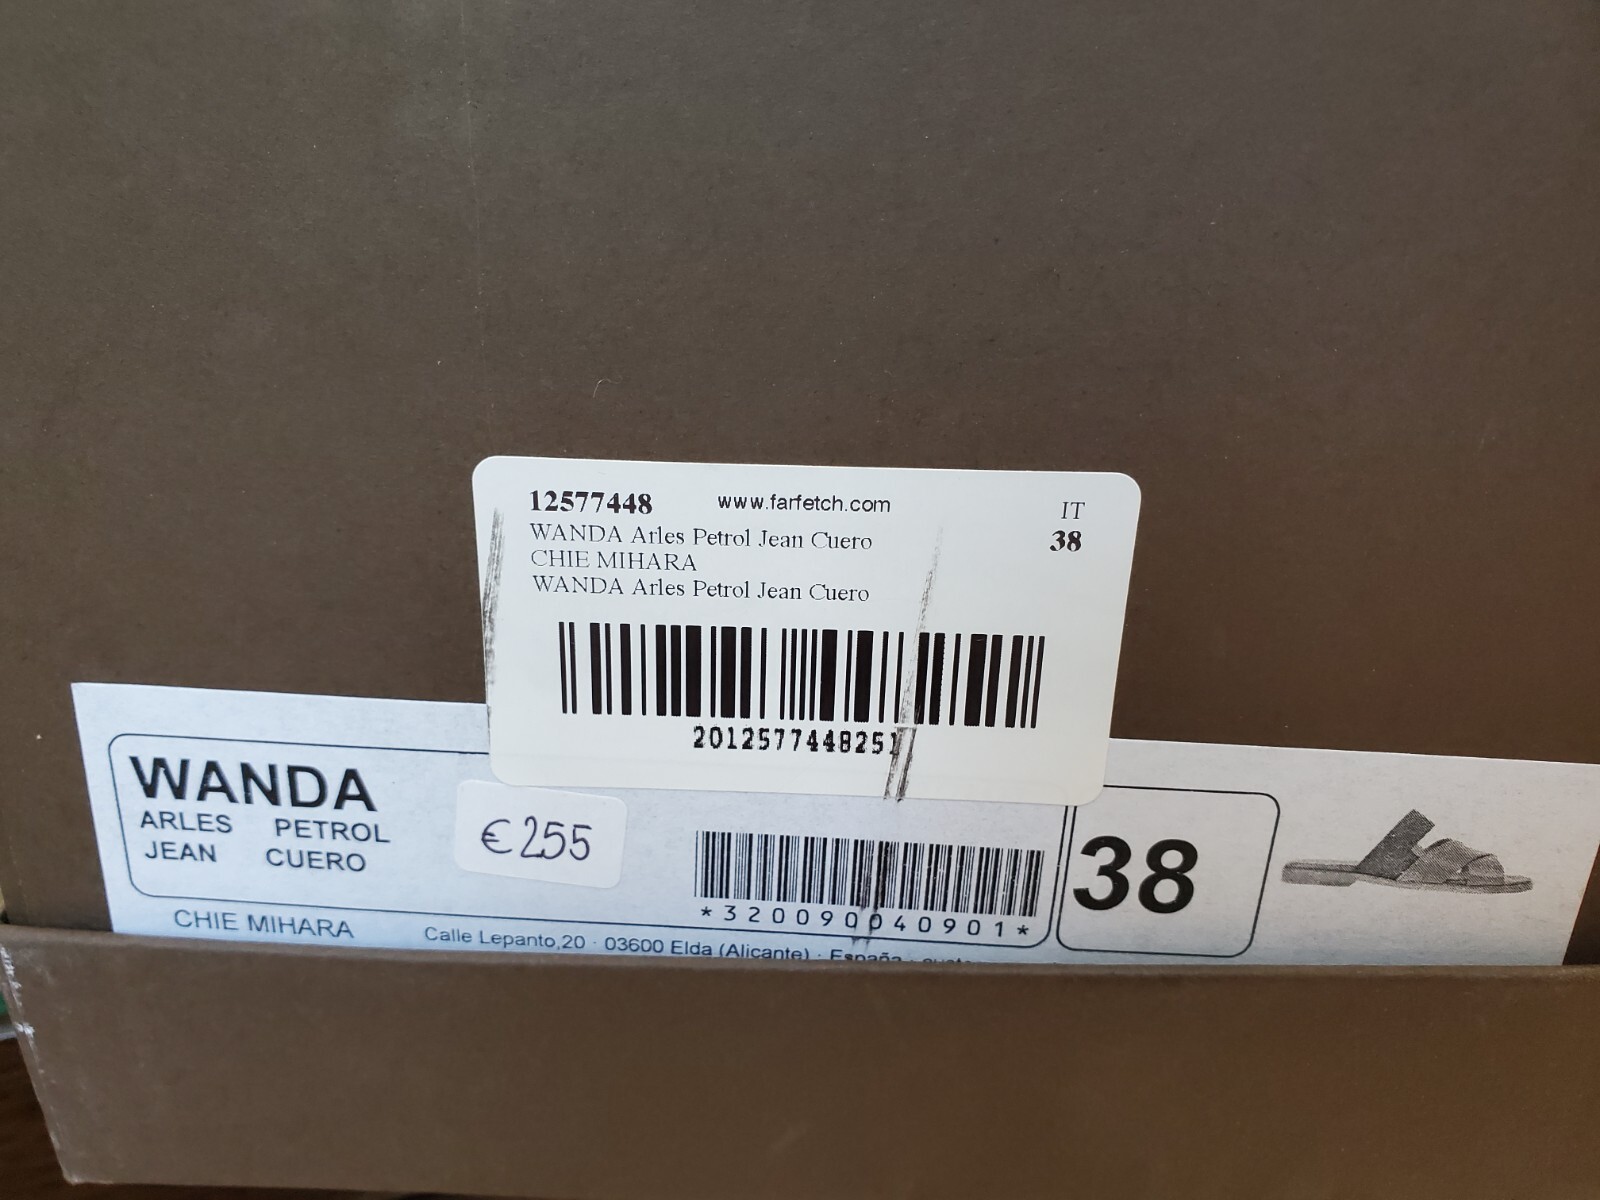 12577448 www.farfetch.com IT
WANDA Arles Petrol Jean Cuero 38
CHIE MIHARA
WANDA Arles Petrol Jean Cuero
2012577448251
WANDA
ARLES PETROL
JEAN CUERO
€255
*320090040901*
38
CHIE MIHARA
Calle Lepanto,20 · 03600 Elda (Alicante) · España